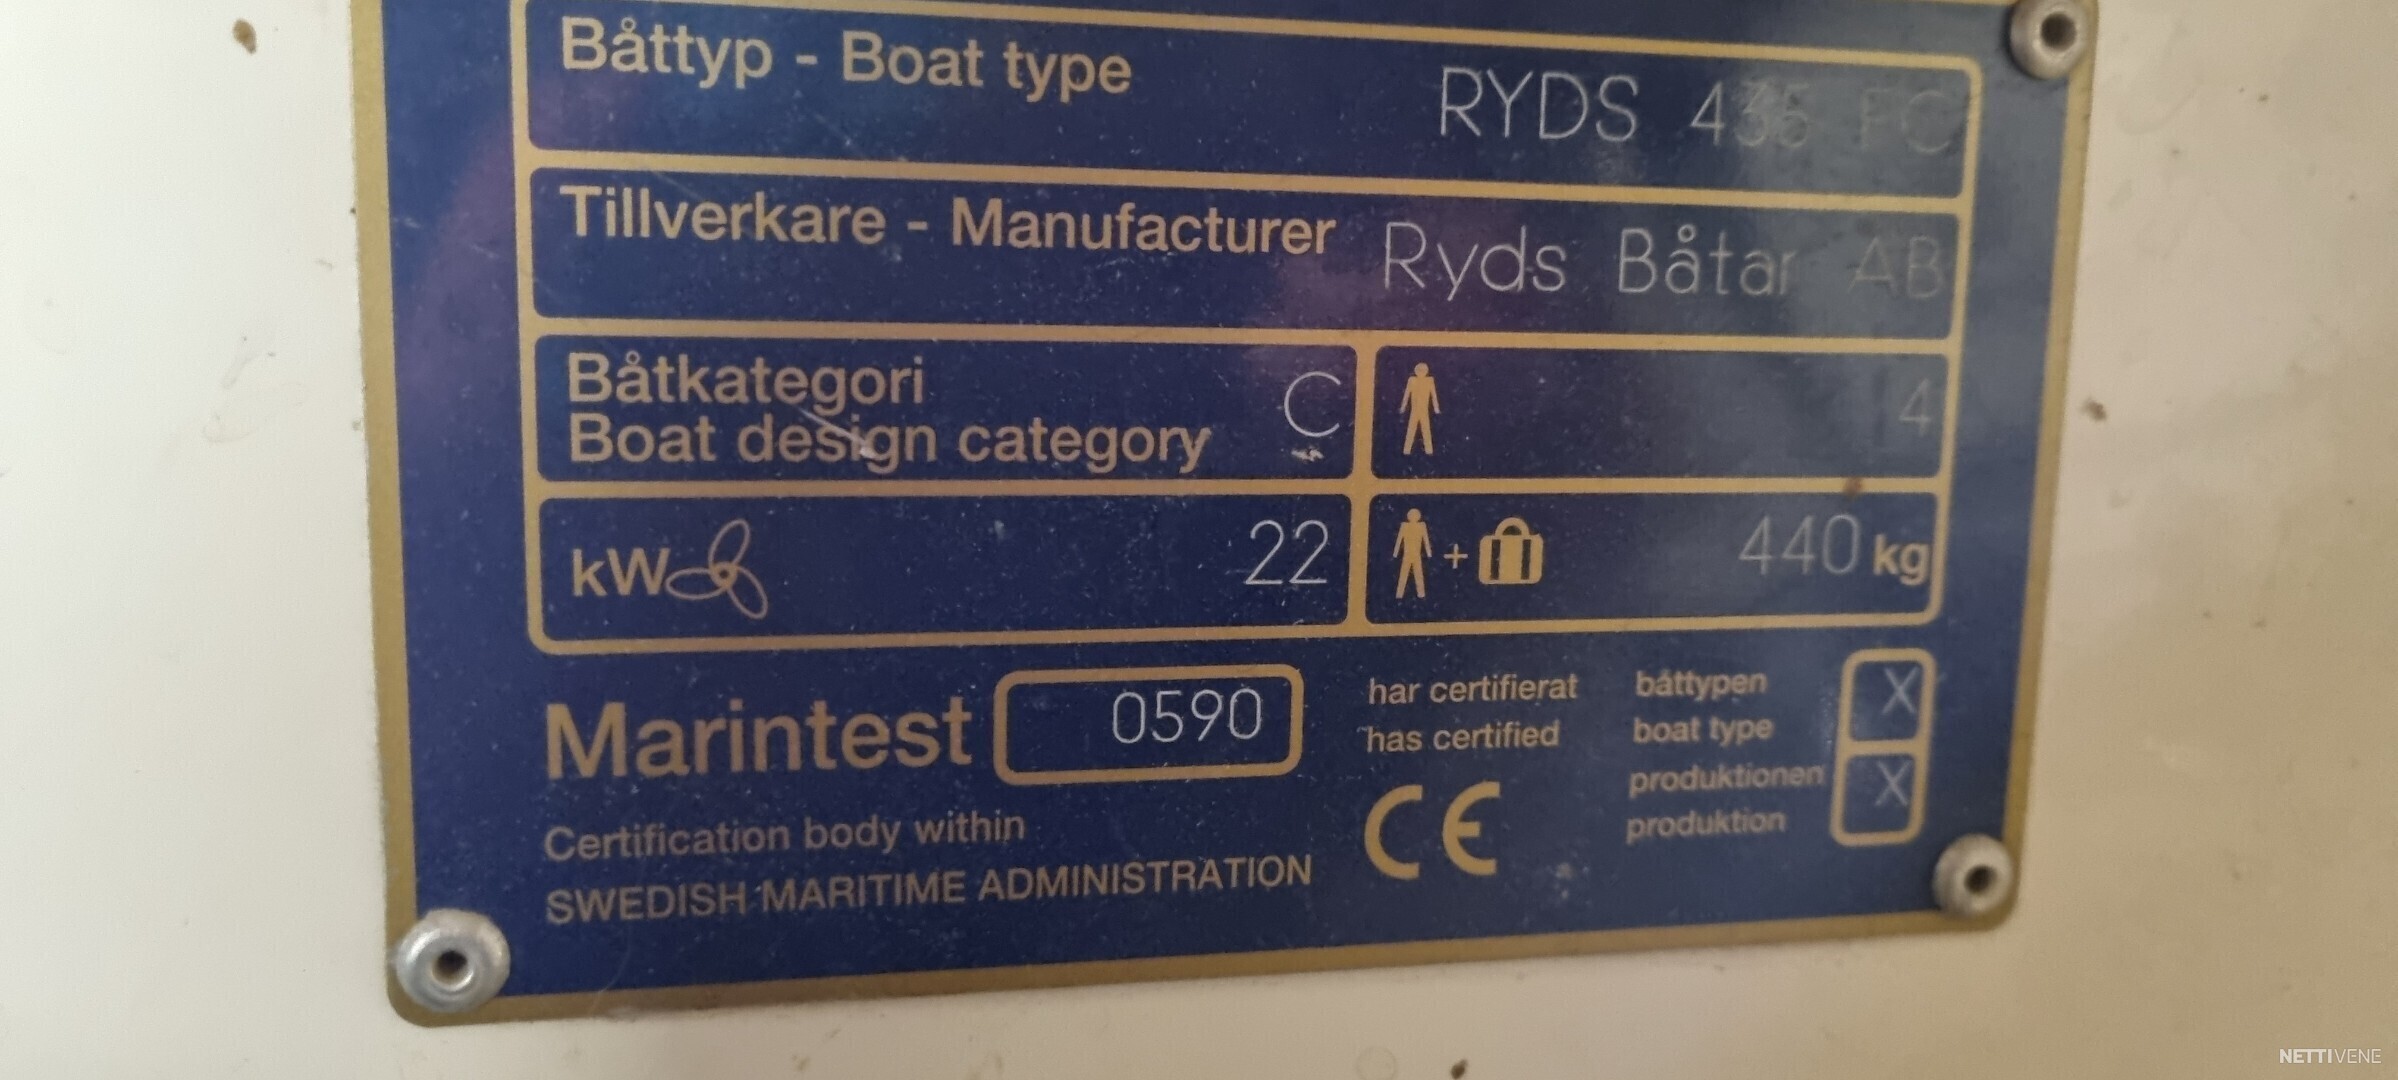 Båttyp - Boat type RYDS 435 FC
Tillverkare - Manufacturer Ryds Båtar AB
Båtkategori
Boat design category C
4
kW 22
+ 440 kg
Marintest 0590
har certifierat båttypen X
has certified boat type
produktionen X
produktion
CE
Certification body within
SWEDISH MARITIME ADMINISTRATION
NETTIVENE